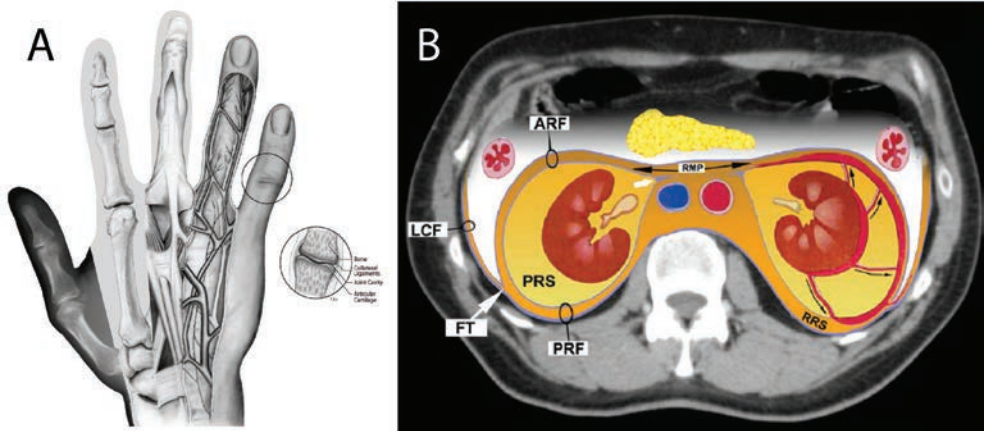 A
Bone
Collateral
Ligaments
Joint Cavity
Articular
Cartilage
B
ARF
RMP
LCF
PRS
FT
PRF
RRS